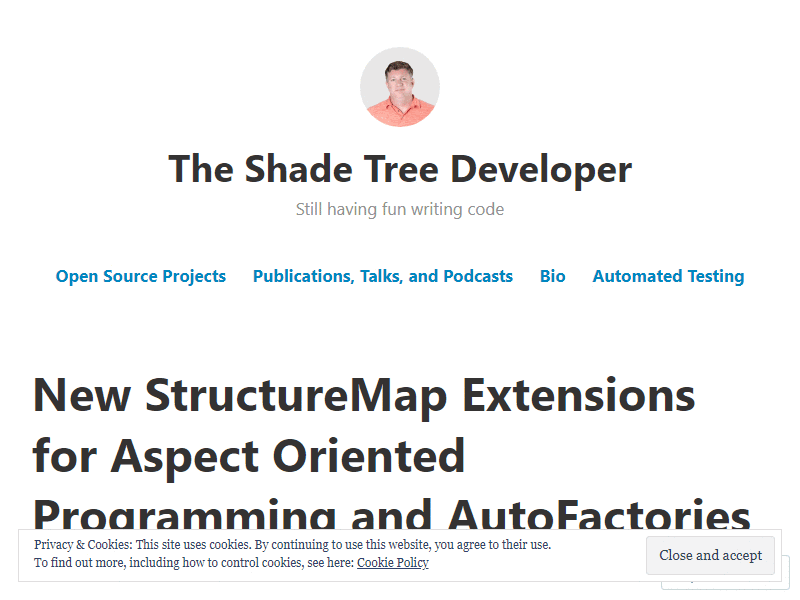 The Shade Tree Developer
Still having fun writing code
Open Source Projects Publications, Talks, and Podcasts Bio Automated Testing
New StructureMap Extensions
for Aspect Oriented
Programming and AutoFactories
Privacy & Cookies: This site uses cookies. By continuing to use this website, you agree to their use.
To find out more, including how to control cookies, see here: Cookie Policy
Close and accept